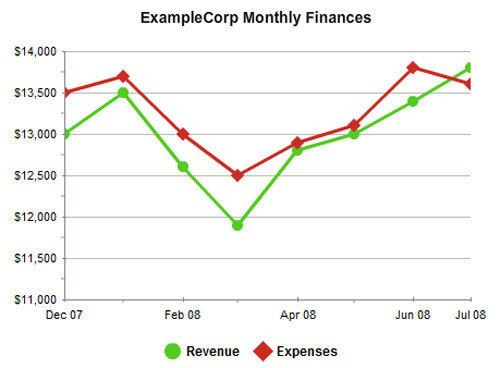 ExampleCorp Monthly Finances
$14,000
$13,500
$13,000
$12,500
$12,000
$11,500
$11,000
Dec 07 Feb 08 Apr 08 Jun 08 Jul 08
Revenue Expenses